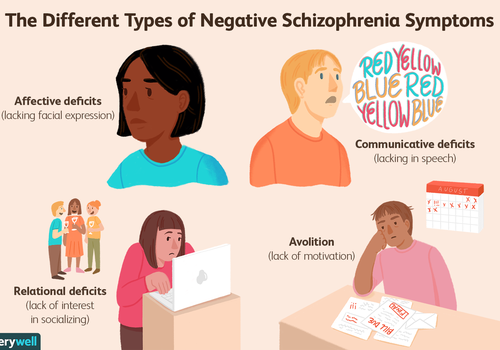 The Different Types of Negative Schizophrenia Symptoms
Affective deficits
(lacking facial expression)
RED YELLOW
BLUE RED
YELLOW BLUE
Communicative deficits
(lacking in speech)
AUGUST
Avolition
(lack of motivation)
Relational deficits
(lack of interest
in socializing)
BILL DUE
erywell